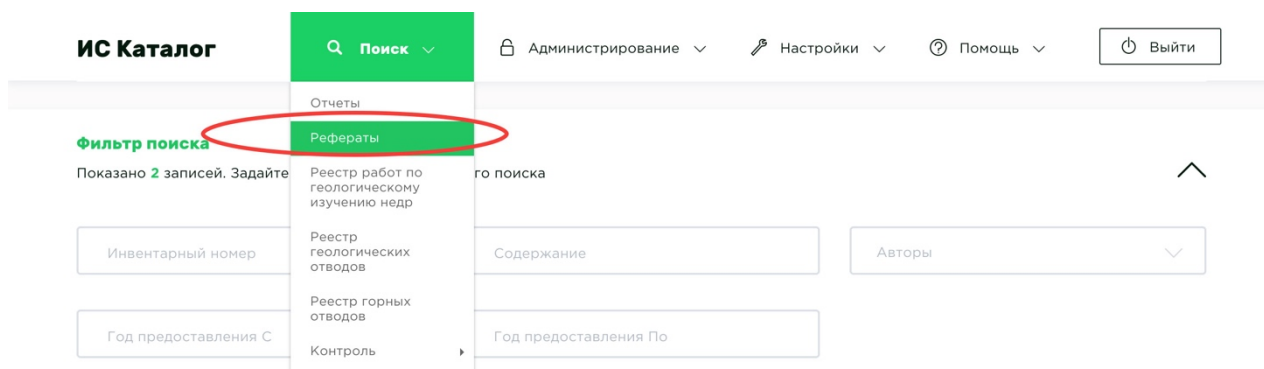 ИС Каталог
Поиск
Администрирование
Настройки
Помощь
Выйти
Отчеты
Рефераты
Реестр работ по
геологическому
изучению недр
Реестр
геологических
отводов
Реестр горных
отводов
Контроль
Фильтр поиска
Показано 2 записей. Задайте
го поиска
Инвентарный номер
Содержание
Авторы
Год предоставления С
Год предоставления По